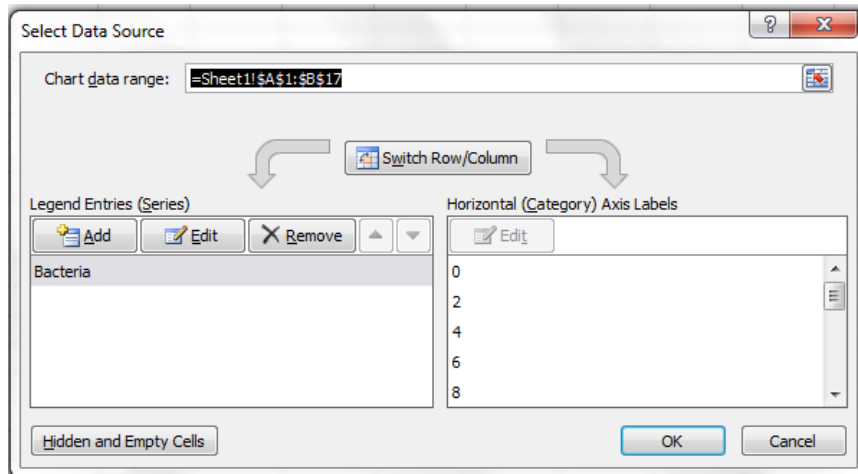 Select Data Source
Chart data range: =Sheet1!$A$1:$B$17
Switch Row/Column
Legend Entries (Series)
Add Edit Remove
Bacteria
Horizontal (Category) Axis Labels
Edit
0
2
4
6
8
Hidden and Empty Cells
OK Cancel